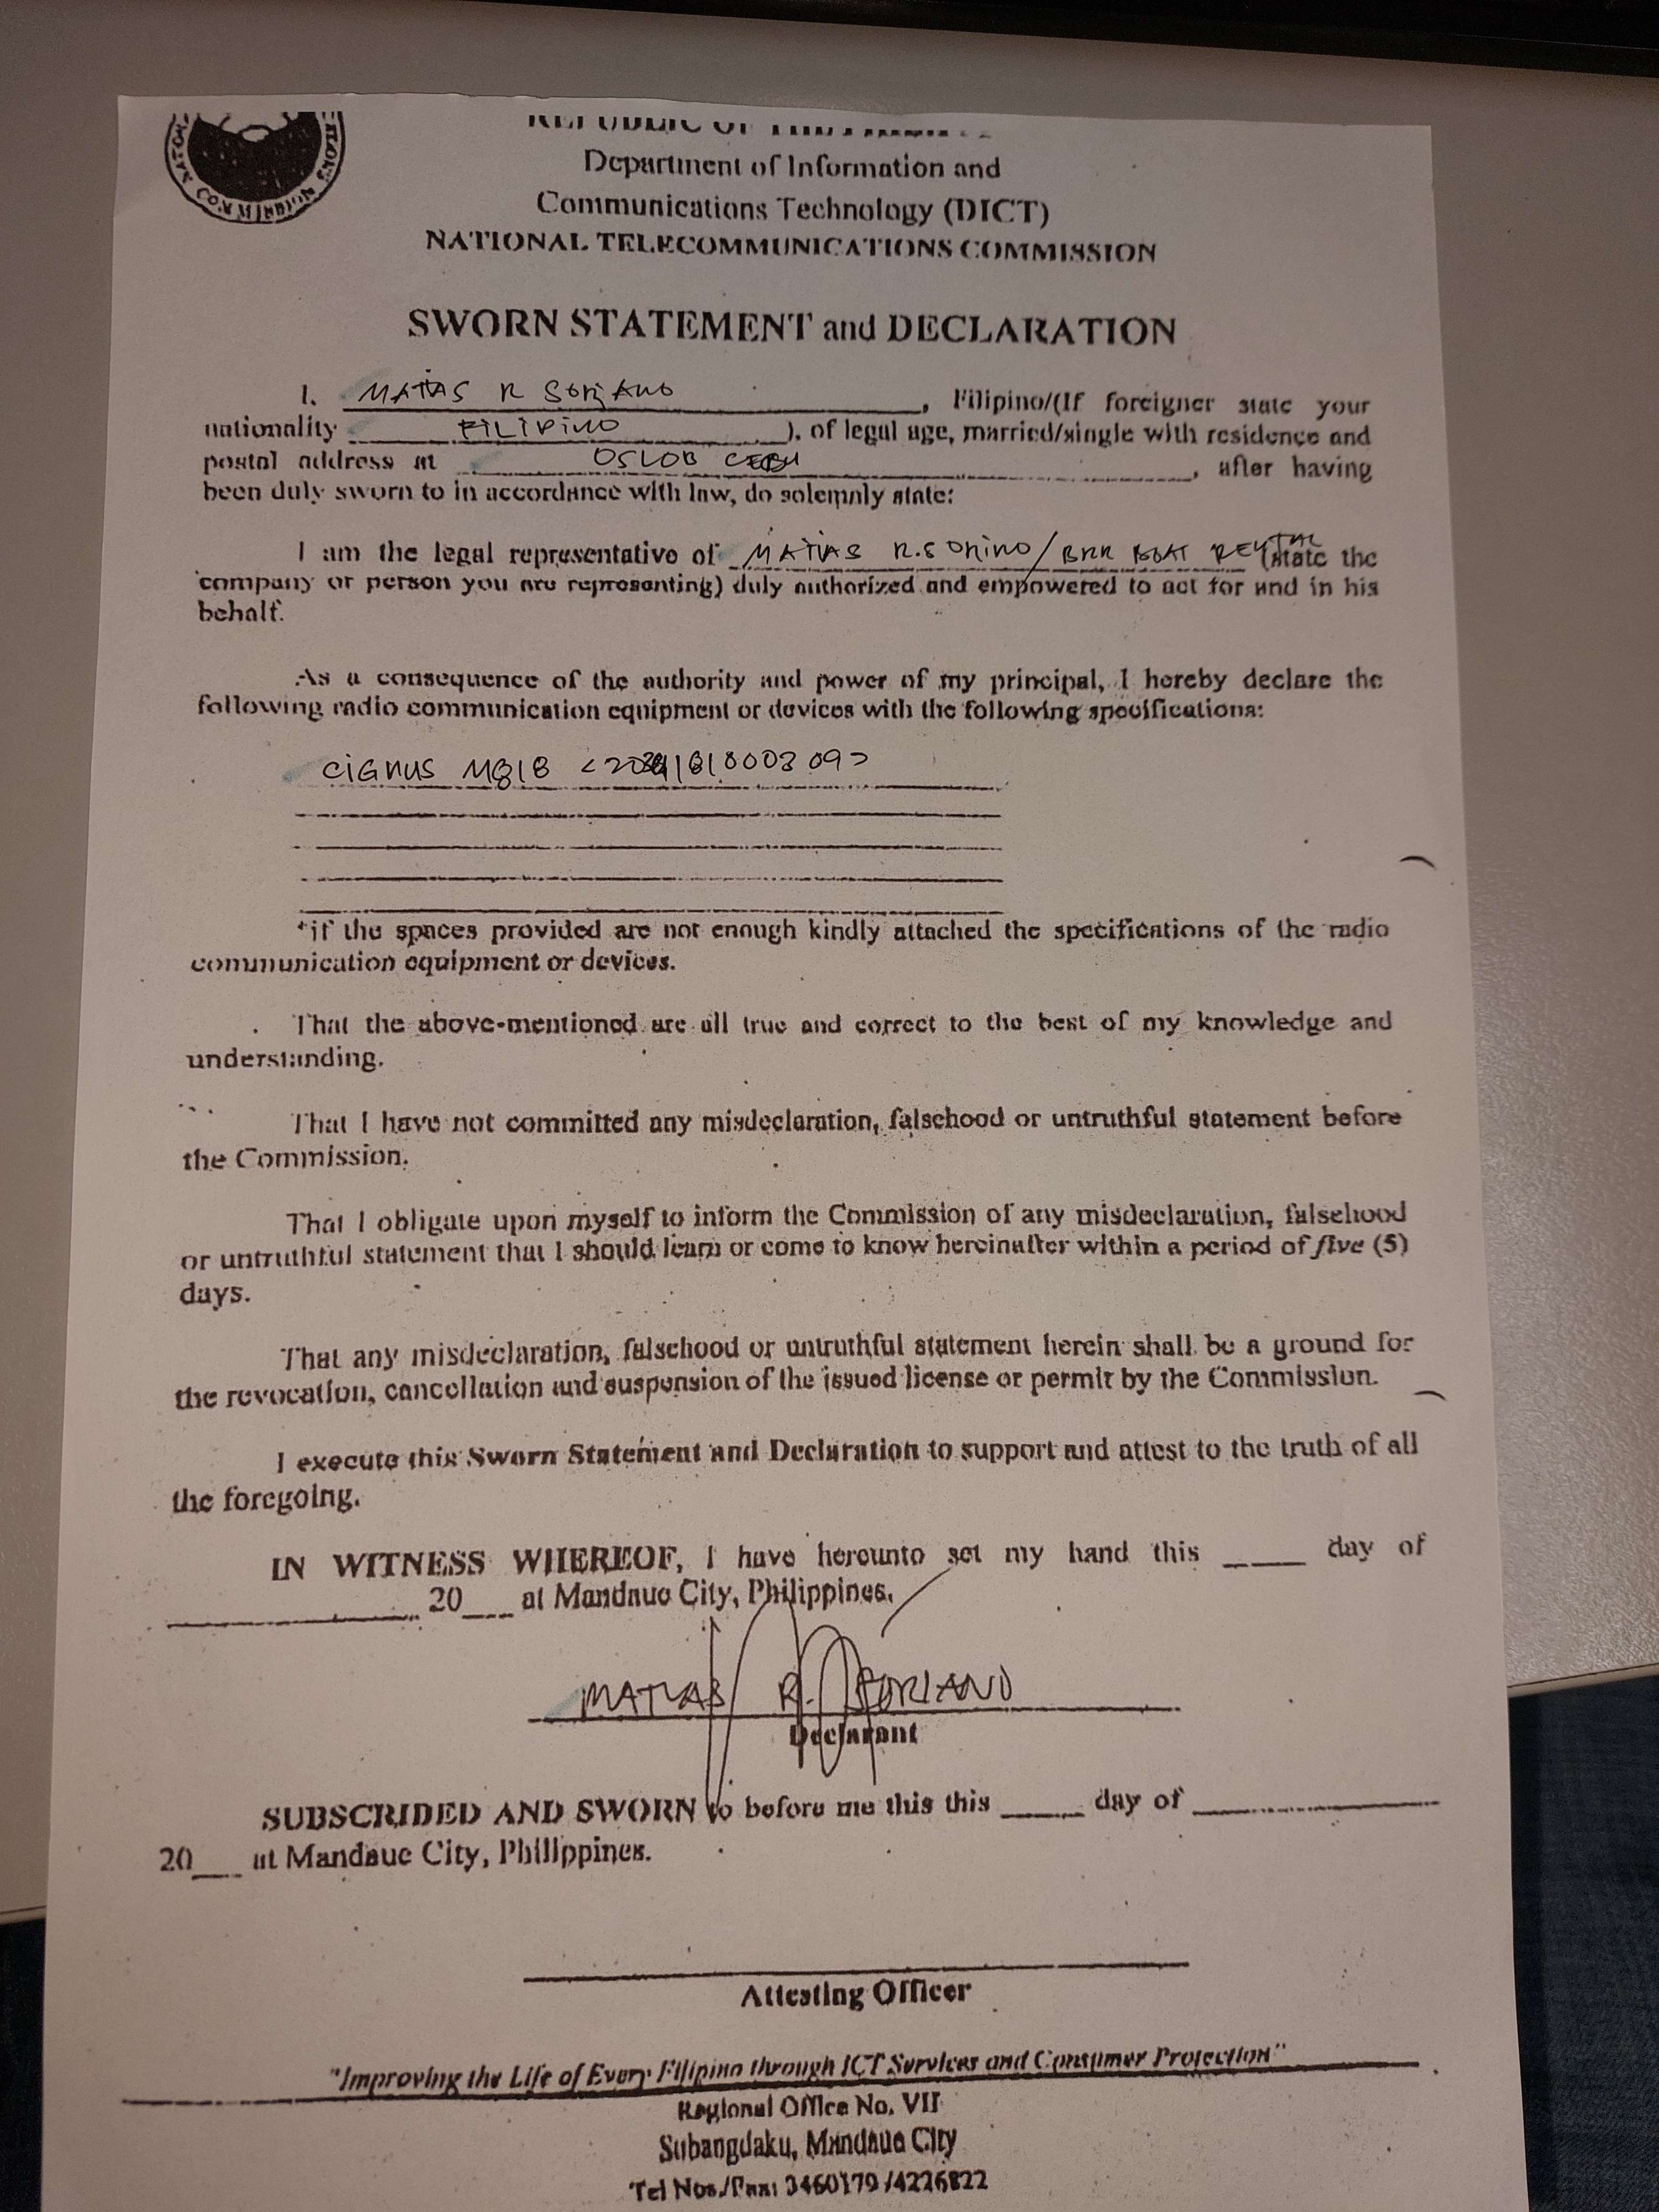 COMMISSION
Department of Information and
Communications Technology (DICT)
NATIONAL TELECOMMUNICATIONS COMMISSION
SWORN STATEMENT and DECLARATION
I. MATIAS R SORIANO, Filipino/(If foreigner state your
nationality FILIPINO ), of legal age, married/single with residence and
postal address at OSLOB CEBU, after having
been duly sworn to in accordance with law, do solemnly state:
I am the legal representative of MATIAS R. / BOAT RENTAL (state the
company or person you are representing) duly authorized and empowered to act for and in his
behalf.
As a consequence of the authority and power of my principal, I hereby declare the
following radio communication equipment or devices with the following specifications:
CIGNUS
*if the spaces provided are not enough kindly attached the specifications of the radio
communication equipment or devices.
That the above-mentioned are all true and correct to the best of my knowledge and
understanding.
That I have not committed any misdeclaration, falsehood or untruthful statement before
the Commission.
That I obligate upon myself to inform the Commission of any misdeclaration, falsehood
or untruthful statement that I should learn or come to know hereinafter within a period of five (5)
days.
That any misdeclaration, falsehood or untruthful statement herein shall be a ground for
the revocation, cancellation and suspension of the issued license or permit by the Commission.
I execute this Sworn Statement and Declaration to support and attest to the truth of all
the foregoing.
IN WITNESS WHEREOF, I have hereunto set my hand this ____ day of
____ 20___ at Mandaue City, Philippines.
MATIAS R. SORIANO
Declarant
SUBSCRIDED AND SWORN to before me this this ____ day of ____
20___ at Mandaue City, Philippines.
Attesting Officer
"Improving the Life of Every Filipino through ICT Services and Consumer Protection"
Regional Office No. VII
Subangdaku, Mandaue City
Tel Nos./Fax: 3460179 /4226822